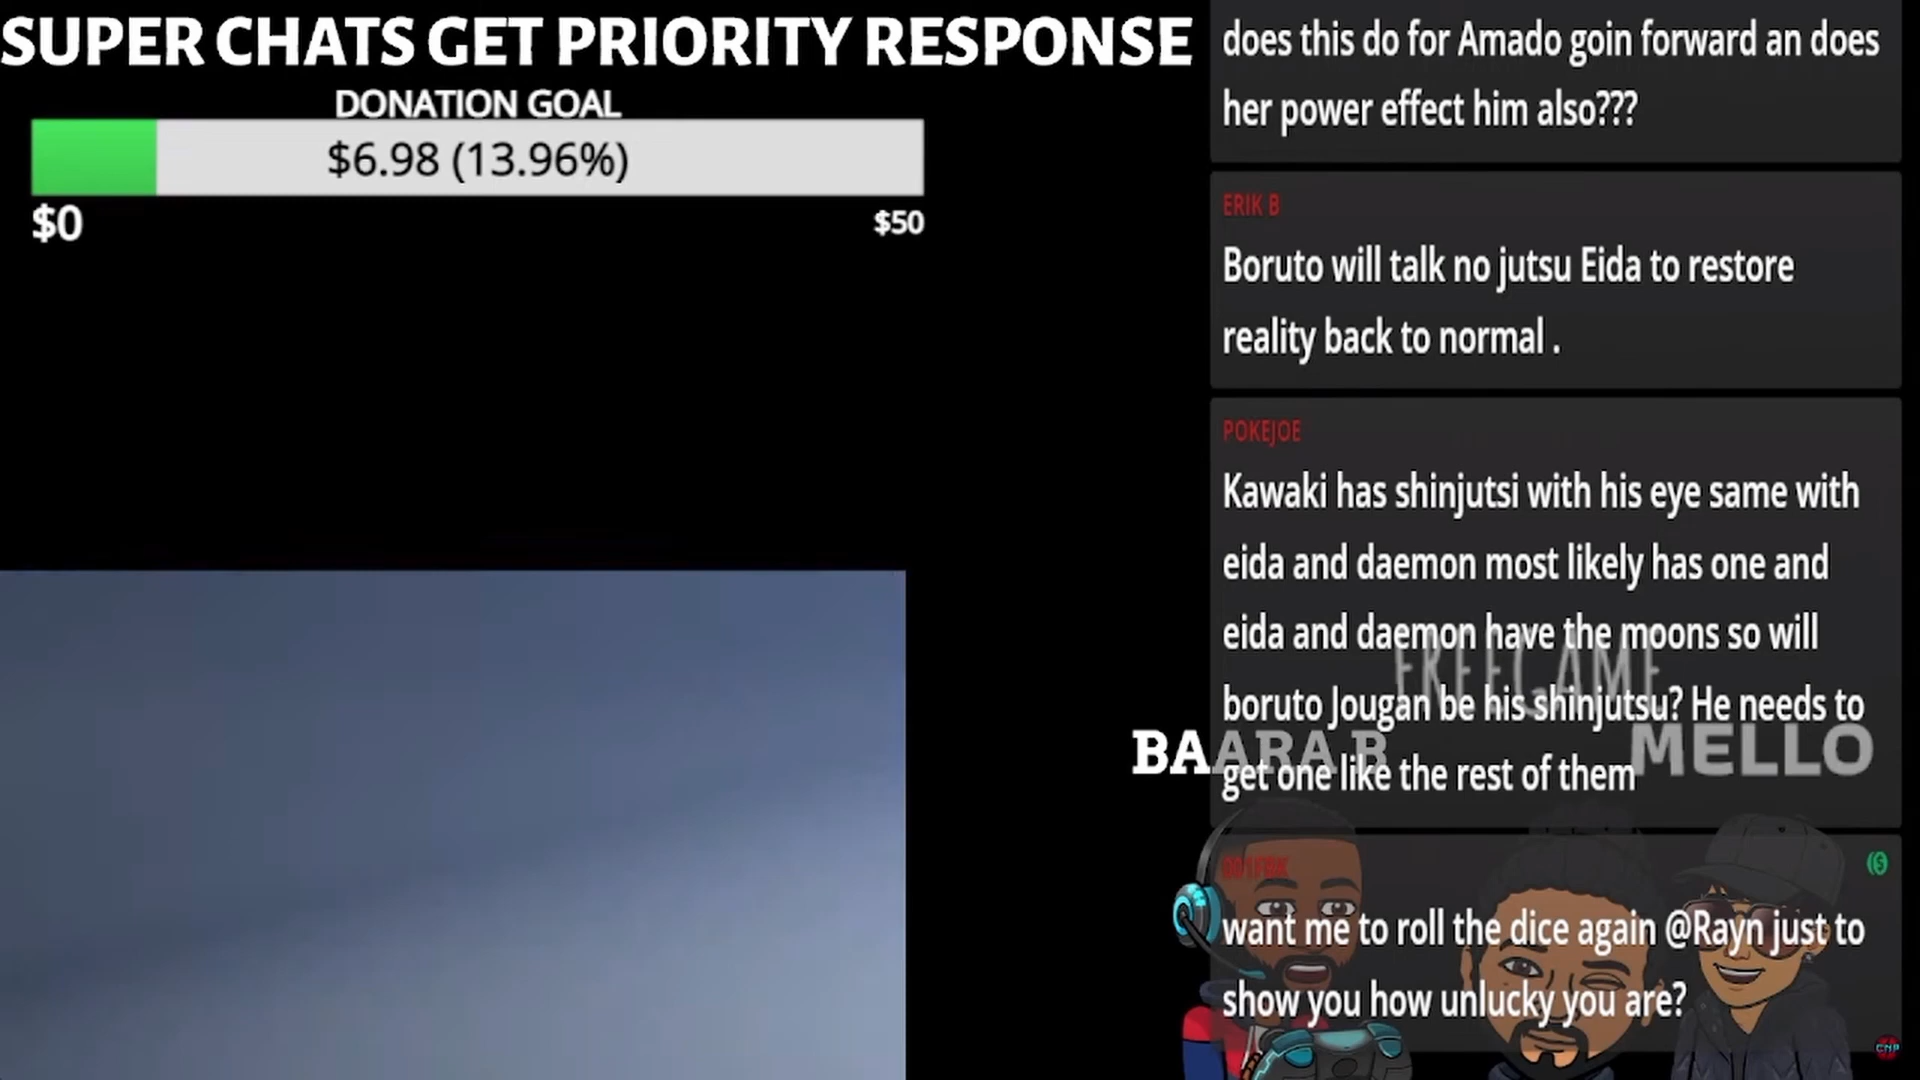 SUPER CHATS GET PRIORITY RESPONSE
DONATION GOAL
$6.98 (13.96%)
$0
$50
does this do for Amado goin forward an does
her power effect him also???
ERIK B
Boruto will talk no jutsu Eida to restore
reality back to normal .
POKEJOE
Kawaki has shinjutsi with his eye same with
eida and daemon most likely has one and
eida and daemon have the moons so will
boruto Jougan be his shinjutsu? He needs to
get one like the rest of them
FREEGAME
BAARA B
MELLO
want me to roll the dice again @Rayn just to
show you how unlucky you are?
CNP